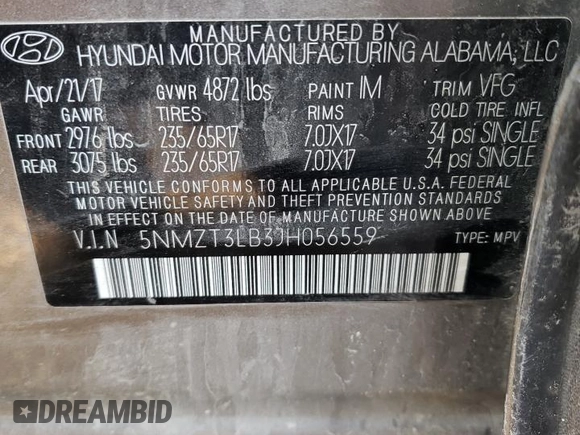 MANUFACTURED BY
HYUNDAI MOTOR MANUFACTURING ALABAMA, LLC
Apr/21/17 GVWR 4872 lbs PAINT IM TRIM VFG
GAWR TIRES RIMS COLD TIRE INFL
FRONT 2976 lbs 235/65R17 7.0JX17 34 psi SINGLE
REAR 3075 lbs 235/65R17 7.0JX17 34 psi SINGLE
THIS VEHICLE CONFORMS TO ALL APPLICABLE U.S.A. FEDERAL
MOTOR VEHICLE SAFETY AND THEFT PREVENTION STANDARDS
IN EFFECT ON THE DATE OF MANUFACTURE SHOWN ABOVE.
V.I.N 5NMZT3LB3JH056559 TYPE: MPV
DREAMBID